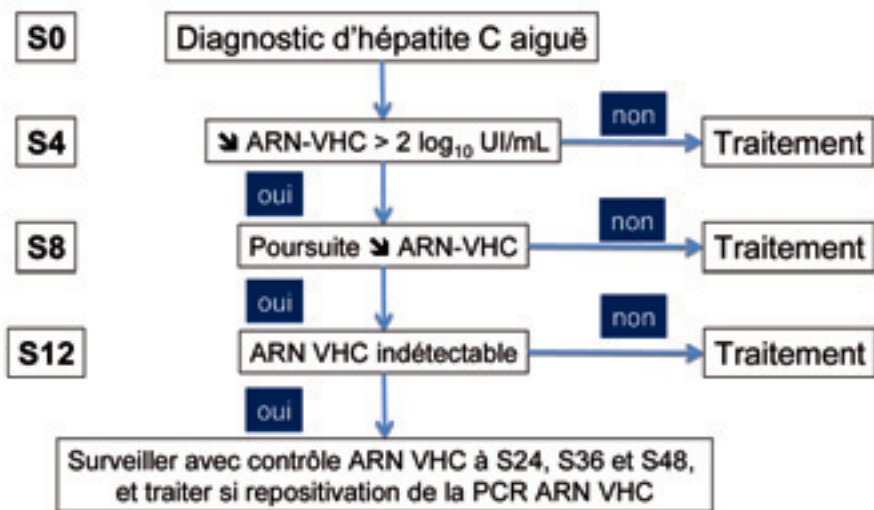 S0
Diagnostic d'hépatite C aiguë
S4
➘ ARN-VHC > 2 log₁₀ UI/mL
non
Traitement
oui
S8
Poursuite ➘ ARN-VHC
non
Traitement
oui
S12
ARN VHC indétectable
non
Traitement
oui
Surveiller avec contrôle ARN VHC à S24, S36 et S48,
et traiter si repositivation de la PCR ARN VHC